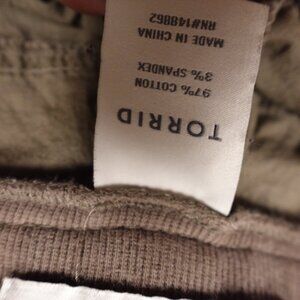 TORRID
97% COTTON
3% SPANDEX
MADE IN CHINA
RN#148862